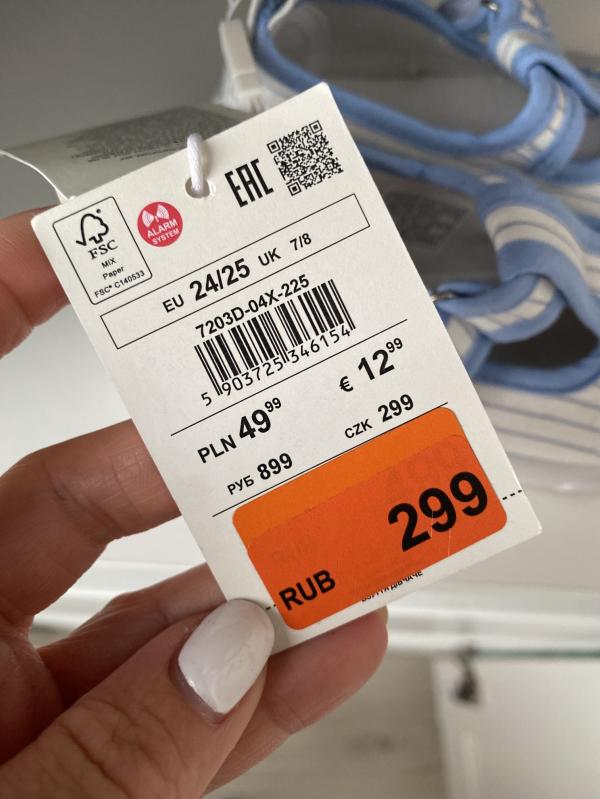 EAC
FSC
MIX
Paper
FSC® C140533
ALARM
SYSTEM
EU 24/25 UK 7/8
7203D-04X-225
5 903725 346154
PLN 49⁹⁹
€ 12⁹⁹
РУБ 899
CZK 299
299
RUB